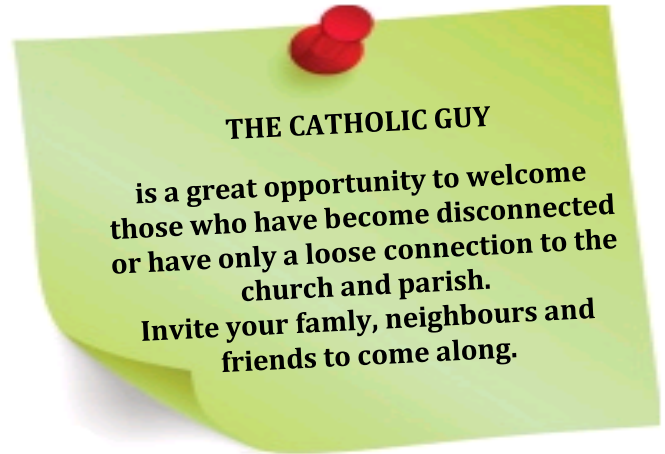 THE CATHOLIC GUY
is a great opportunity to welcome
those who have become disconnected
or have only a loose connection to the
church and parish.
Invite your famly, neighbours and
friends to come along.